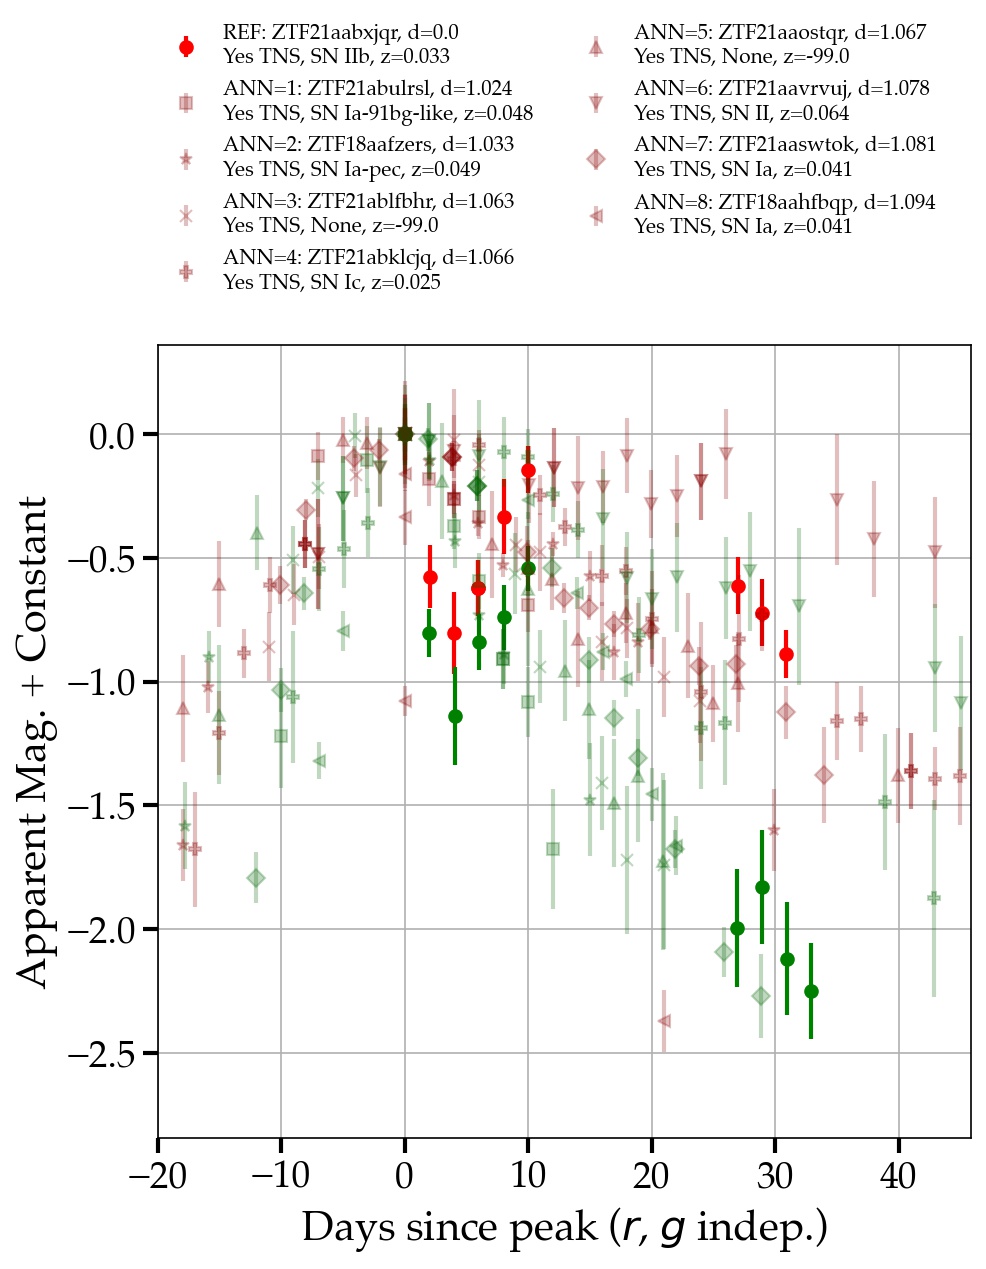 REF: ZTF21aabxjqr, d=0.0
Yes TNS, SN IIb, z=0.033
ANN=1: ZTF21abulrsl, d=1.024
Yes TNS, SN Ia-91bg-like, z=0.048
ANN=2: ZTF18aafzers, d=1.033
Yes TNS, SN Ia-pec, z=0.049
ANN=3: ZTF21ablfbhr, d=1.063
Yes TNS, None, z=-99.0
ANN=4: ZTF21abklcjq, d=1.066
Yes TNS, SN Ic, z=0.025
ANN=5: ZTF21aaostqr, d=1.067
Yes TNS, None, z=-99.0
ANN=6: ZTF21aavrvuj, d=1.078
Yes TNS, SN II, z=0.064
ANN=7: ZTF21aaswtok, d=1.081
Yes TNS, SN Ia, z=0.041
ANN=8: ZTF18aahfbqp, d=1.094
Yes TNS, SN Ia, z=0.041
Apparent Mag. + Constant
0.0
−0.5
−1.0
−1.5
−2.0
−2.5
−20 −10 0 10 20 30 40
Days since peak (r, g indep.)